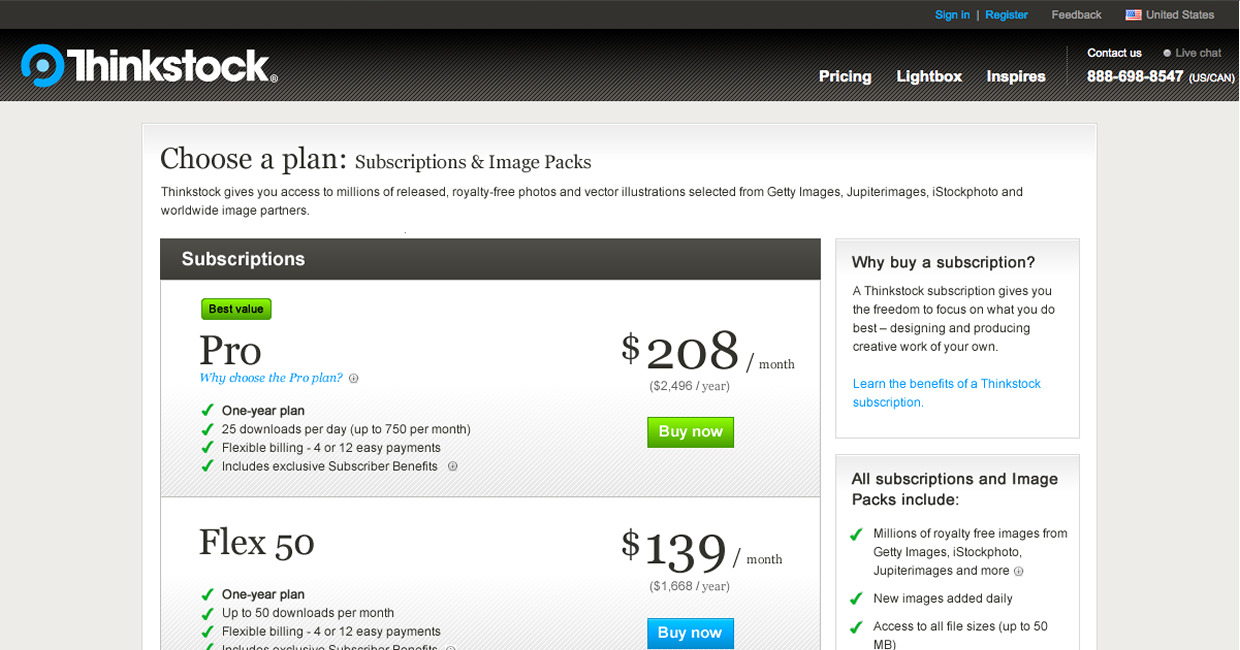 Sign in | Register Feedback United States
Thinkstock®
Pricing Lightbox Inspires
Contact us Live chat
888-698-8547 (US/CAN)
Choose a plan: Subscriptions & Image Packs
Thinkstock gives you access to millions of released, royalty-free photos and vector illustrations selected from Getty Images, Jupiterimages, iStockphoto and
worldwide image partners.
Subscriptions
Best value
Pro
Why choose the Pro plan?
$208 / month
($2,496 / year)
One-year plan
25 downloads per day (up to 750 per month)
Flexible billing - 4 or 12 easy payments
Includes exclusive Subscriber Benefits
Buy now
Flex 50
$139 / month
($1,668 / year)
One-year plan
Up to 50 downloads per month
Flexible billing - 4 or 12 easy payments
Includes exclusive Subscriber Benefits
Buy now
Why buy a subscription?
A Thinkstock subscription gives you
the freedom to focus on what you do
best – designing and producing
creative work of your own.
Learn the benefits of a Thinkstock
subscription.
All subscriptions and Image
Packs include:
Millions of royalty free images from
Getty Images, iStockphoto,
Jupiterimages and more
New images added daily
Access to all file sizes (up to 50
MB)